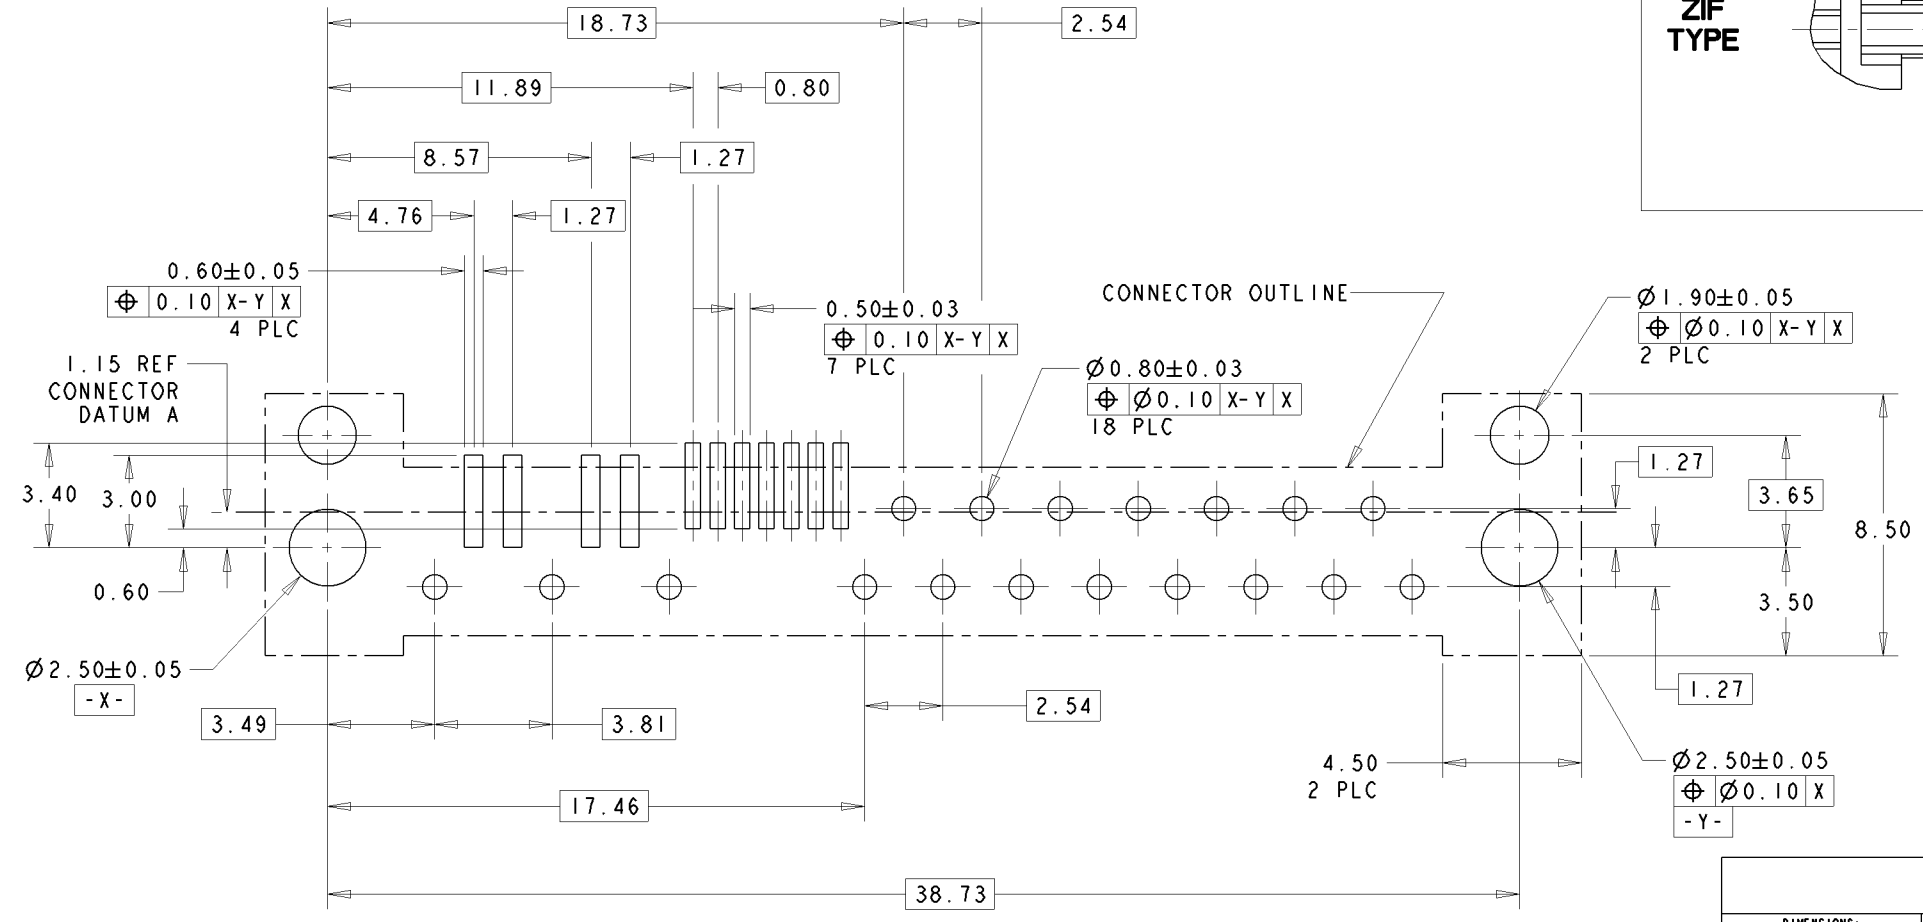 18.73
2.54
ZIF
TYPE
11.89
0.80
8.57
1.27
4.76
1.27
0.60±0.05
⌖ 0.10 X-Y X
4 PLC
0.50±0.03
⌖ 0.10 X-Y X
7 PLC
CONNECTOR OUTLINE
Ø1.90±0.05
⌖ Ø0.10 X-Y X
2 PLC
1.15 REF
CONNECTOR
DATUM A
Ø0.80±0.03
⌖ Ø0.10 X-Y X
18 PLC
3.40
3.00
1.27
3.65
8.50
0.60
3.50
Ø2.50±0.05
-X-
3.49
3.81
2.54
1.27
4.50
2 PLC
Ø2.50±0.05
⌖ Ø0.10 X
-Y-
17.46
38.73
DIMENSIONS: